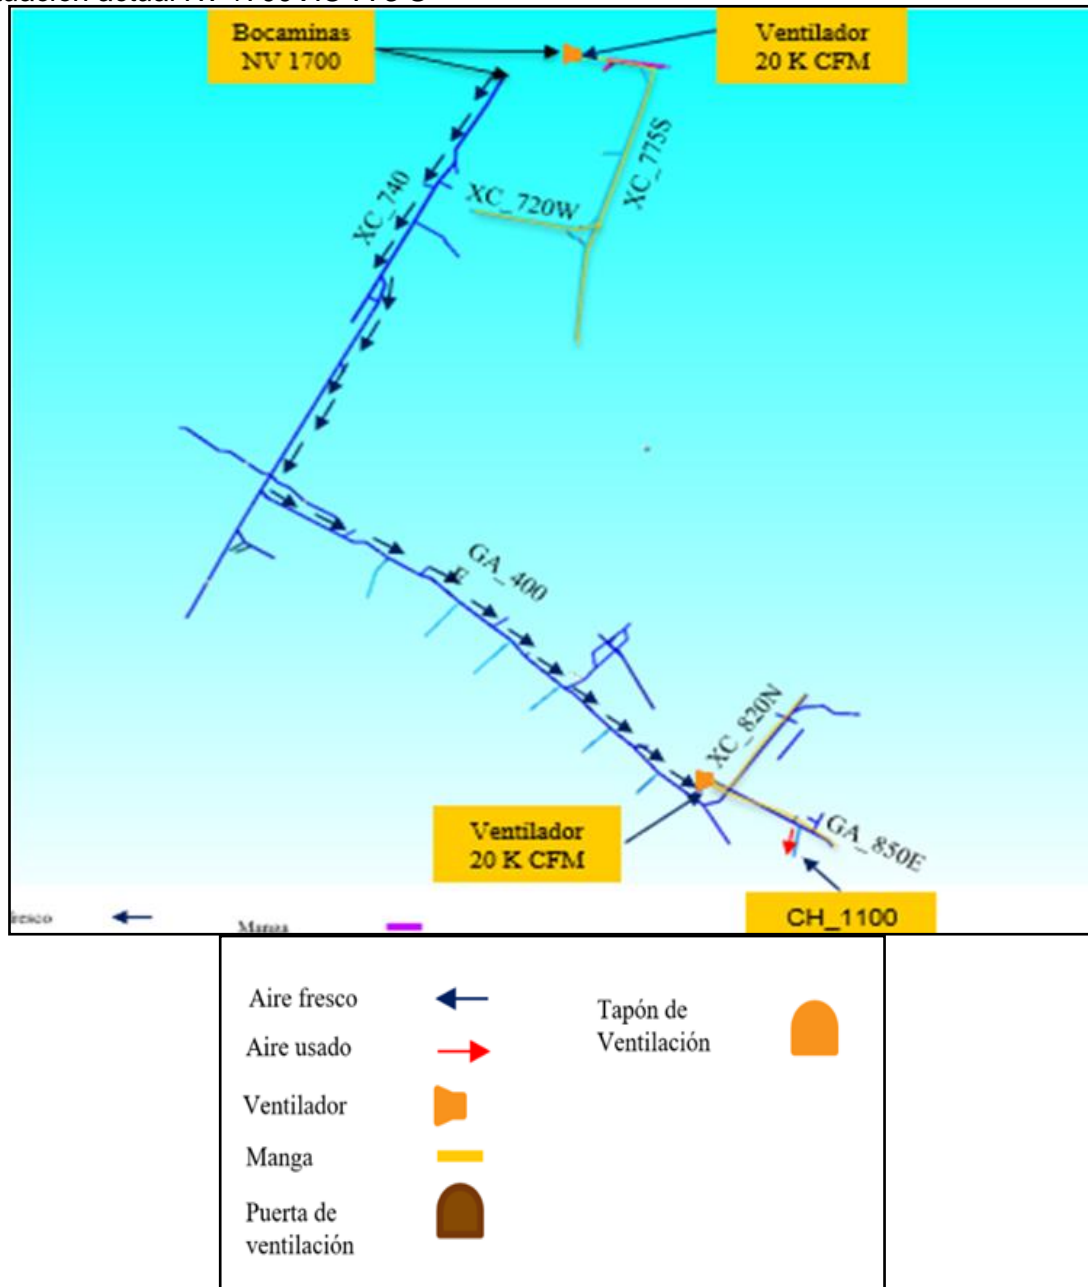 Bocaminas
NV 1700
Ventilador
20 K CFM
XC_775S
XC_720W
XC_740
GA_400
E
XC_820N
Ventilador
20 K CFM
GA_850E
CH_1100
fresco
Manga
Aire fresco
Aire usado
Ventilador
Manga
Puerta de
ventilación
Tapón de
Ventilación